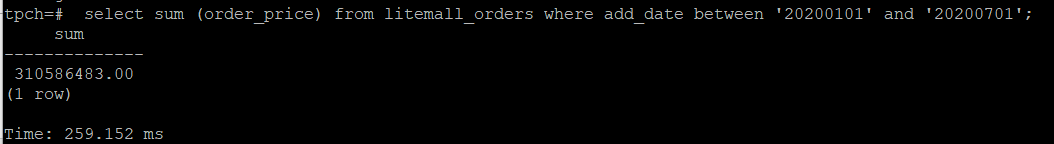 tpch=#  select sum (order_price) from litemall_orders where add_date between '20200101' and '20200701';
     sum
--------------
 310586483.00
(1 row)

Time: 259.152 ms